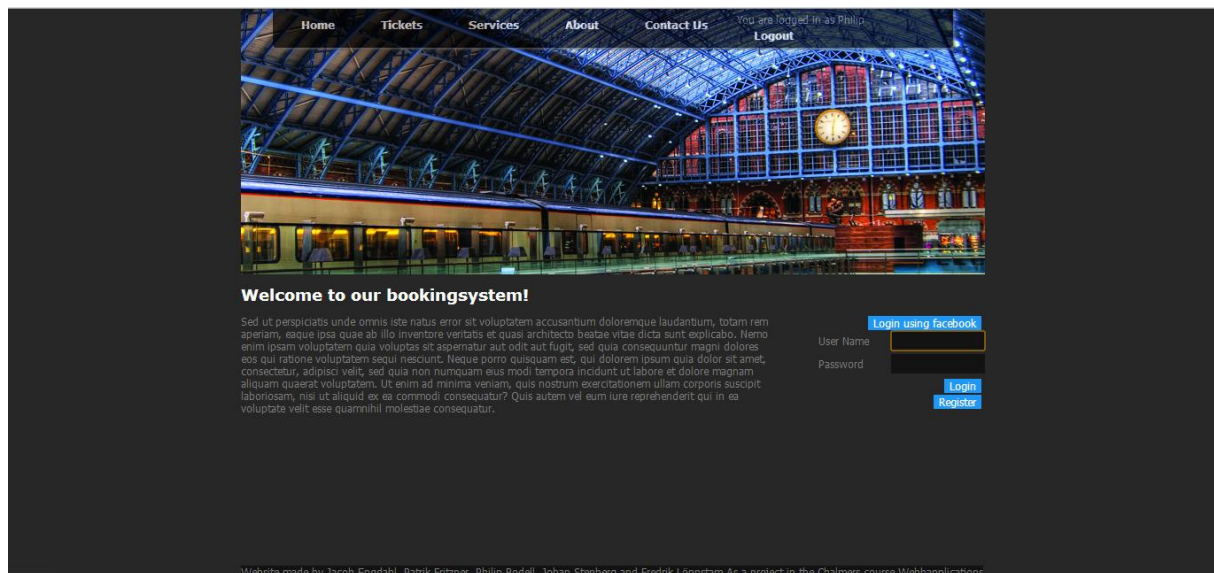 Home Tickets Services About Contact Us You are logged in as Philip
Logout
Welcome to our bookingsystem!
Sed ut perspiciatis unde omnis iste natus error sit voluptatem accusantium doloremque laudantium, totam rem
aperiam, eaque ipsa quae ab illo inventore veritatis et quasi architecto beatae vitae dicta sunt explicabo. Nemo
enim ipsam voluptatem quia voluptas sit aspernatur aut odit aut fugit, sed quia consequuntur magni dolores
eos qui ratione voluptatem sequi nesciunt. Neque porro quisquam est, qui dolorem ipsum quia dolor sit amet,
consectetur, adipisci velit, sed quia non numquam eius modi tempora incidunt ut labore et dolore magnam
aliquam quaerat voluptatem. Ut enim ad minima veniam, quis nostrum exercitationem ullam corporis suscipit
laboriosam, nisi ut aliquid ex ea commodi consequatur? Quis autem vel eum iure reprehenderit qui in ea
voluptate velit esse quamnihil molestiae consequatur.
Login using facebook
User Name
Password
Login
Register
Website made by Jacob Engdahl, Patrik Fritzner, Philip Bodell, Johan Stenberg and Fredrik Lönnstam As a project in the Chalmers course Webbapplications